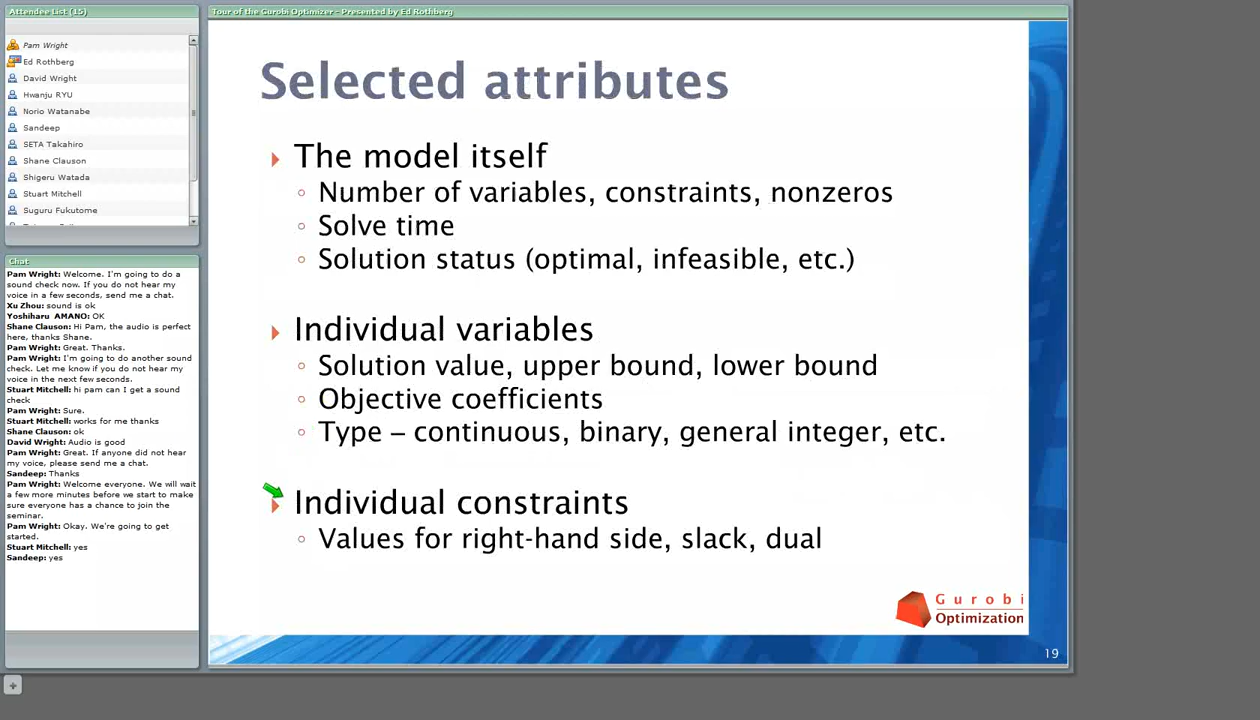 Attendee List (15)
Pam Wright
Ed Rothberg
David Wright
Hwanju RYU
Norio Watanabe
Sandeep
SETA Takahiro
Shane Clauson
Shigeru Watada
Stuart Mitchell
Suguru Fukutome
Chat
Pam Wright: Welcome. I'm going to do a
sound check now. If you do not hear my
voice in a few seconds, send me a chat.
Xu Zhou: sound is ok
Yoshiharu AMANO: OK
Shane Clauson: Hi Pam, the audio is perfect
here, thanks Shane.
Pam Wright: Great. Thanks.
Pam Wright: I'm going to do another sound
check. Let me know if you do not hear my
voice in the next few seconds.
Stuart Mitchell: hi pam can I get a sound
check
Pam Wright: Sure.
Stuart Mitchell: works for me thanks
Shane Clauson: ok
David Wright: Audio is good
Pam Wright: Great. If anyone did not hear
my voice, please send me a chat.
Sandeep: Thanks
Pam Wright: Welcome everyone. We will wait
a few more minutes before we start to make
sure everyone has a chance to join the
seminar.
Pam Wright: Okay. We're going to get
started.
Stuart Mitchell: yes
Sandeep: yes
Tour of the Gurobi Optimizer - Presented by Ed Rothberg
Selected attributes
The model itself
Number of variables, constraints, nonzeros
Solve time
Solution status (optimal, infeasible, etc.)
Individual variables
Solution value, upper bound, lower bound
Objective coefficients
Type – continuous, binary, general integer, etc.
Individual constraints
Values for right-hand side, slack, dual
Gurobi
Optimization
19